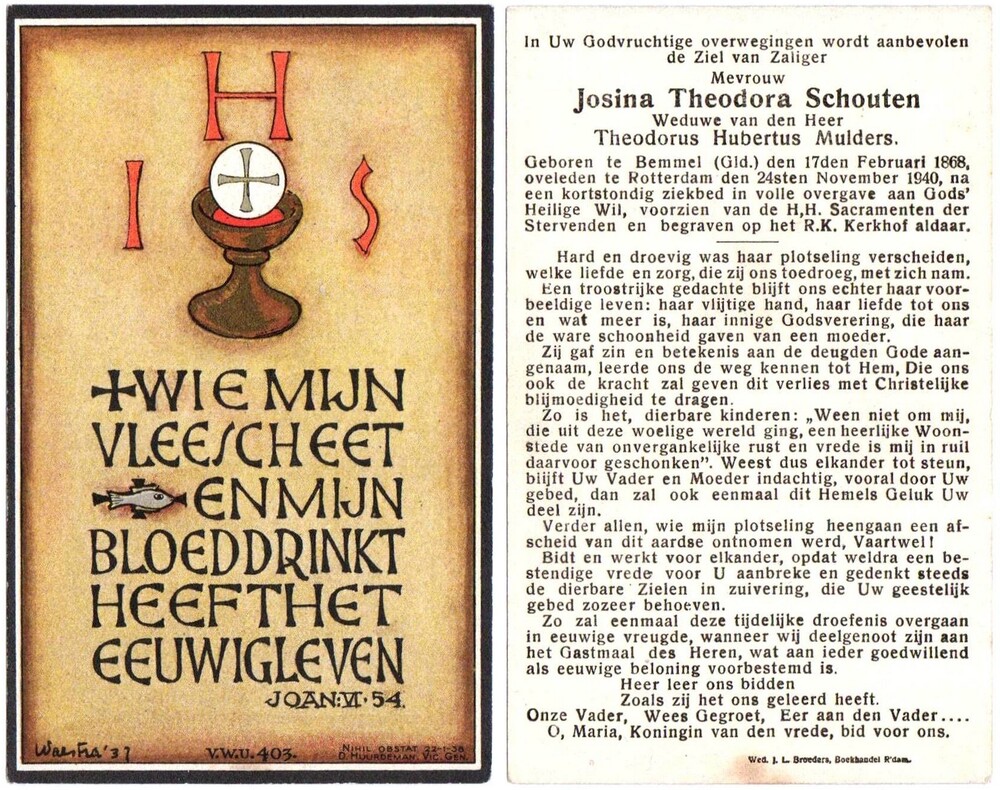 H
I S
✚WIE MIJN
VLEESCH EET
EN MIJN
BLOED DRINKT
HEEFT HET
EEUWIG LEVEN
JOAN: VI · 54.
V.W.U. 403.
NIHIL OBSTAT 22-1-38
D. HUURDEMAN, VIC. GEN.
In Uw Godvruchtige overwegingen wordt aanbevolen
de Ziel van Zaliger
Mevrouw
Josina Theodora Schouten
Weduwe van den Heer
Theodorus Hubertus Mulders.
Geboren te Bemmel (Gld.) den 17den Februari 1868,
oveleden te Rotterdam den 24sten November 1940, na
een kortstondig ziekbed in volle overgave aan Gods'
Heilige Wil, voorzien van de H,H. Sacramenten der
Stervenden en begraven op het R.K. Kerkhof aldaar.
Hard en droevig was haar plotseling verscheiden,
welke liefde en zorg, die zij ons toedroeg, met zich nam.
Een troostrijke gedachte blijft ons echter haar voor-
beeldige leven: haar vlijtige hand, haar liefde tot ons
en wat meer is, haar innige Godsverering, die haar
de ware schoonheid gaven van een moeder.
Zij gaf zin en betekenis aan de deugden Gode aan-
genaam, leerde ons de weg kennen tot Hem, Die ons
ook de kracht zal geven dit verlies met Christelijke
blijmoedigheid te dragen.
Zo is het, dierbare kinderen: „Ween niet om mij,
die uit deze woelige wereld ging, een heerlijke Woon-
stede van onvergankelijke rust en vrede is mij in ruil
daarvoor geschonken”. Weest dus elkander tot steun,
biijft Uw Vader en Moeder indachtig, vooral door Uw
gebed, dan zal ook eenmaal dit Hemels Geluk Uw
deel zijn.
Verder allen, wie mijn plotseling heengaan een af-
scheid van dit aardse ontnomen werd, Vaartwel!
Bidt en werkt voor elkander, opdat weldra een be-
stendige vrede voor U aanbreke en gedenkt steeds
de dierbare Zielen in zuivering, die Uw geestelijk
gebed zozeer behoeven.
Zo zal eenmaal deze tijdelijke droefenis overgaan
in eeuwige vreugde, wanneer wij deelgenoot zijn aan
het Gastmaal des Heren, wat aan ieder goedwillend
als eeuwige beloning voorbestemd is.
Heer leer ons bidden
Zoals zij het ons geleerd heeft.
Onze Vader, Wees Gegroet, Eer aan den Vader....
O, Maria, Koningin van den vrede, bid voor ons.
Wed. J. L. Broeders, Boekhandel R'dam.